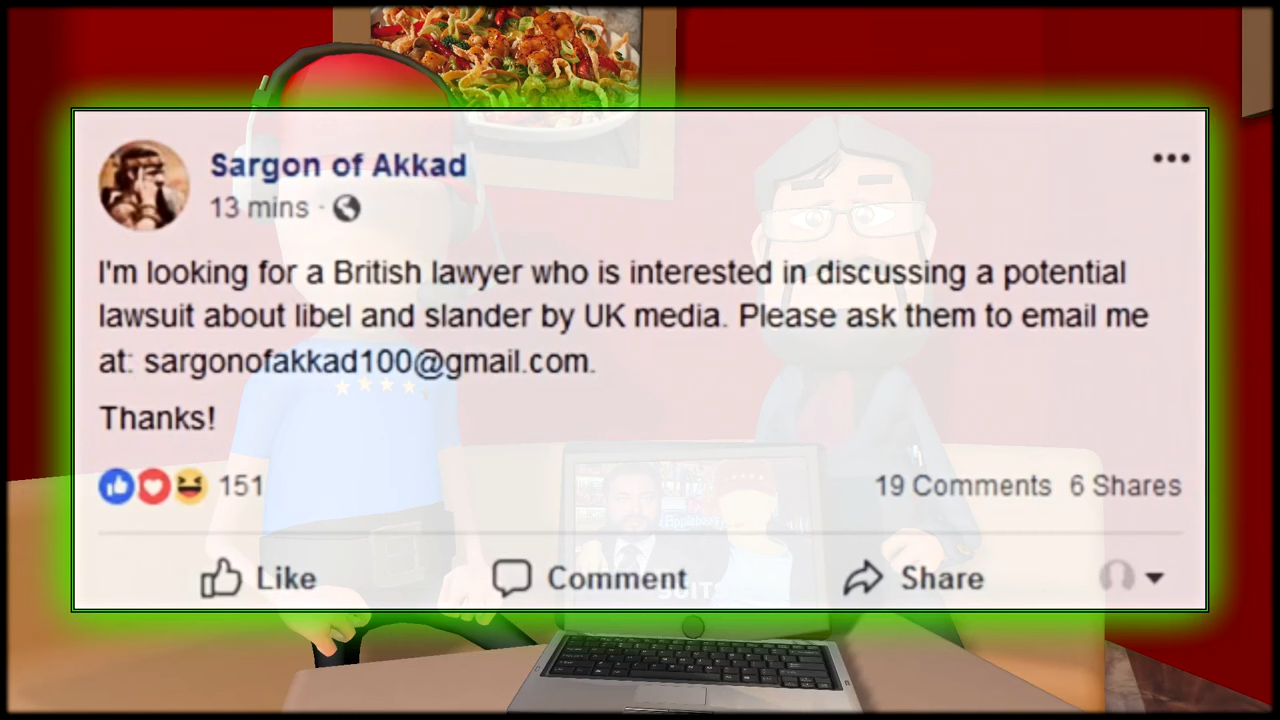 Sargon of Akkad
13 mins ·
I'm looking for a British lawyer who is interested in discussing a potential
lawsuit about libel and slander by UK media. Please ask them to email me
at: sargonofakkad100@gmail.com.
Thanks!
151 19 Comments 6 Shares
Like Comment Share
SUITS